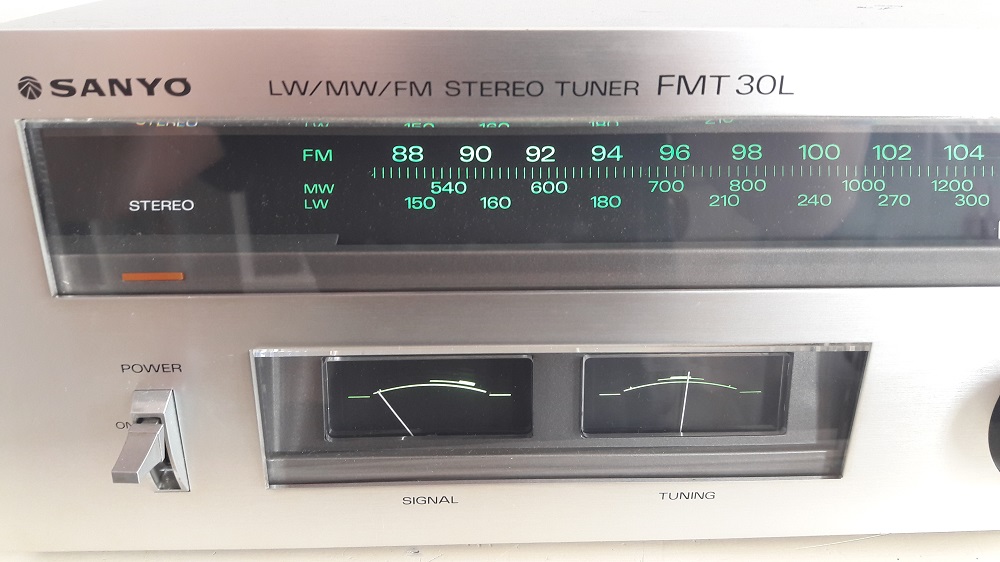 SANYO LW/MW/FM STEREO TUNER FMT 30L
FM 88 90 92 94 96 98 100 102 104
MW 540 600 700 800 1000 1200
STEREO LW 150 160 180 210 240 270 300
POWER
ON
SIGNAL TUNING